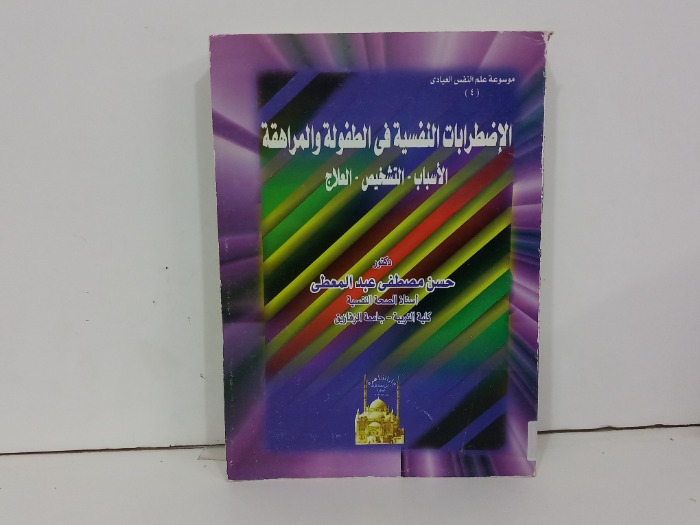 موسوعة علم النفس العيادى
(٤)
الإضطرابات النفسية فى الطفولة والمراهقة
الأسباب - التشخيص - العلاج
دكتور
حسن مصطفى عبد المعطى
استاذ الصحة النفسية
كلية التربية - جامعة الزقازيق